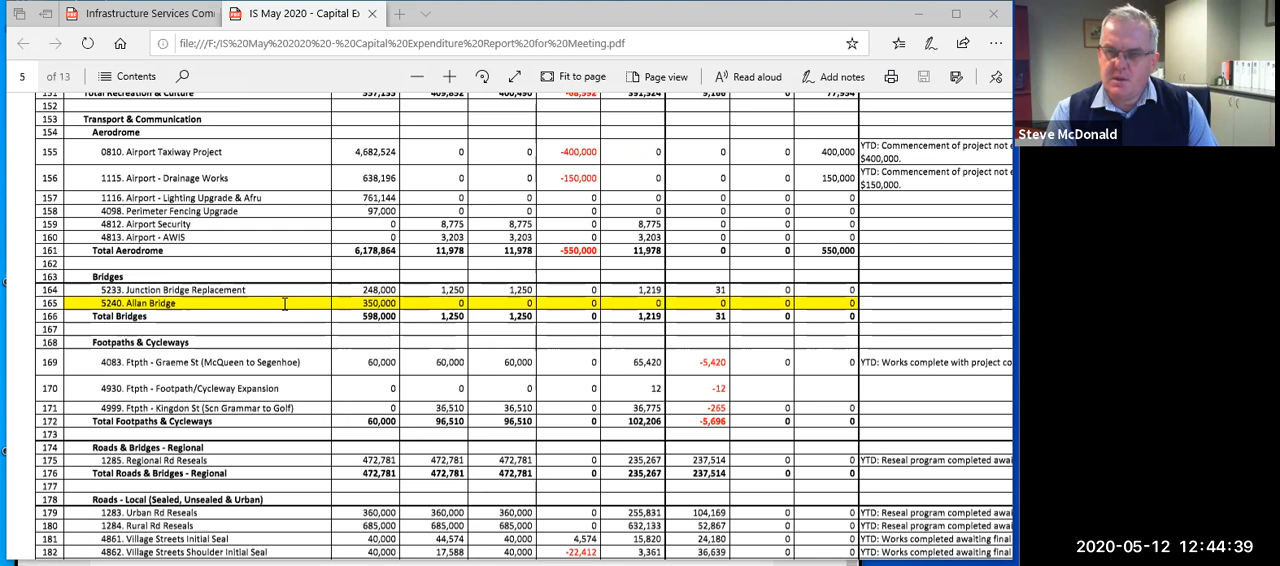 Infrastructure Services Com
IS May 2020 - Capital E
file:///F:/IS%20May%202020%20-%20Capital%20Expenditure%20Report%20for%20Meeting.pdf
5 of 13 Contents Fit to page Page view Read aloud Add notes
151 Total Recreation & Culture -68,592 0
152
153 Transport & Communication
154 Aerodrome
155 0810. Airport Taxiway Project 4,682,524 0 0 -400,000 0 0 0 400,000 YTD: Commencement of project not e
$400,000.
156 1115. Airport - Drainage Works 638,196 0 0 -150,000 0 0 0 150,000 YTD: Commencement of project not e
$150,000.
157 1116. Airport - Lighting Upgrade & Afru 761,144 0 0 0 0 0 0 0
158 4098. Perimeter Fencing Upgrade 97,000 0 0 0 0 0 0 0
159 4812. Airport Security 0 8,775 8,775 0 8,775 0 0 0
160 4813. Airport - AWIS 0 3,203 3,203 0 3,203 0 0 0
161 Total Aerodrome 6,178,864 11,978 11,978 -550,000 11,978 0 0 550,000
162
163 Bridges
164 5233. Junction Bridge Replacement 248,000 1,250 1,250 0 1,219 31 0 0
165 5240. Allan Bridge 350,000 0 0 0 0 0 0 0
166 Total Bridges 598,000 1,250 1,250 0 1,219 31 0 0
167
168 Footpaths & Cycleways
169 4083. Ftpth - Graeme St (McQueen to Segenhoe) 60,000 60,000 60,000 0 65,420 -5,420 0 0 YTD: Works complete with project co
170 4930. Ftpth - Footpath/Cycleway Expansion 0 0 0 0 12 -12 0 0
171 4999. Ftpth - Kingdon St (Scn Grammar to Golf) 0 36,510 36,510 0 36,775 -265 0 0
172 Total Footpaths & Cycleways 60,000 96,510 96,510 0 102,206 -5,696 0 0
173
174 Roads & Bridges - Regional
175 1285. Regional Rd Reseals 472,781 472,781 472,781 0 235,267 237,514 0 0 YTD: Reseal program completed awai
176 Total Roads & Bridges - Regional 472,781 472,781 472,781 0 235,267 237,514 0 0
177
178 Roads - Local (Sealed, Unsealed & Urban)
179 1283. Urban Rd Reseals 360,000 360,000 360,000 0 255,831 104,169 0 0 YTD: Reseal program completed awai
180 1284. Rural Rd Reseals 685,000 685,000 685,000 0 632,133 52,867 0 0 YTD: Reseal program completed awai
181 4861. Village Streets Initial Seal 40,000 44,574 40,000 4,574 15,820 24,180 0 0 YTD: Works completed awaiting final
182 4862. Village Streets Shoulder Initial Seal 40,000 17,588 40,000 -22,412 3,361 36,639 0 0 YTD: Works completed awaiting final
Steve McDonald
2020-05-12 12:44:39